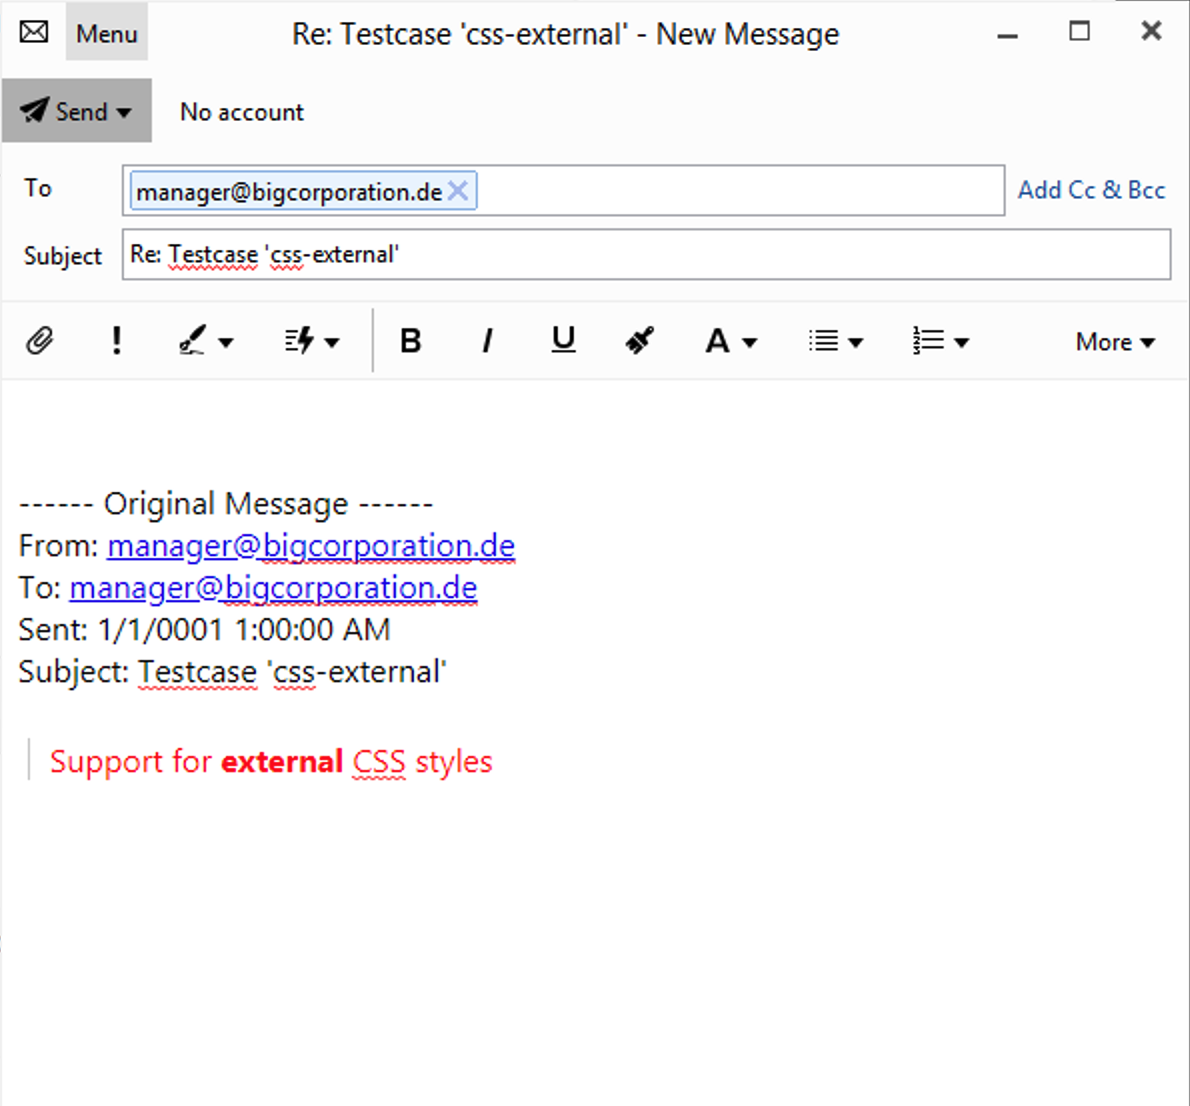 Menu Re: Testcase 'css-external' - New Message
Send No account
To manager@bigcorporation.de Add Cc & Bcc
Subject Re: Testcase 'css-external'
! B I U A More
------ Original Message ------
From: manager@bigcorporation.de
To: manager@bigcorporation.de
Sent: 1/1/0001 1:00:00 AM
Subject: Testcase 'css-external'
Support for external CSS styles